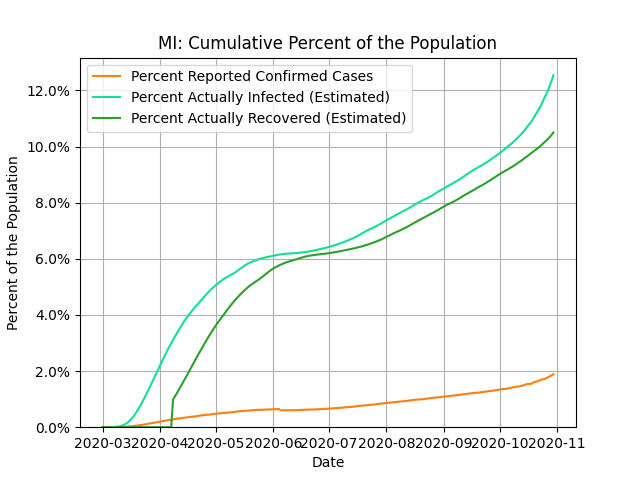 MI: Cumulative Percent of the Population
Percent Reported Confirmed Cases
Percent Actually Infected (Estimated)
Percent Actually Recovered (Estimated)
12.0%
10.0%
8.0%
6.0%
4.0%
2.0%
0.0%
Percent of the Population
2020-03 2020-04 2020-05 2020-06 2020-07 2020-08 2020-09 2020-10 2020-11
Date